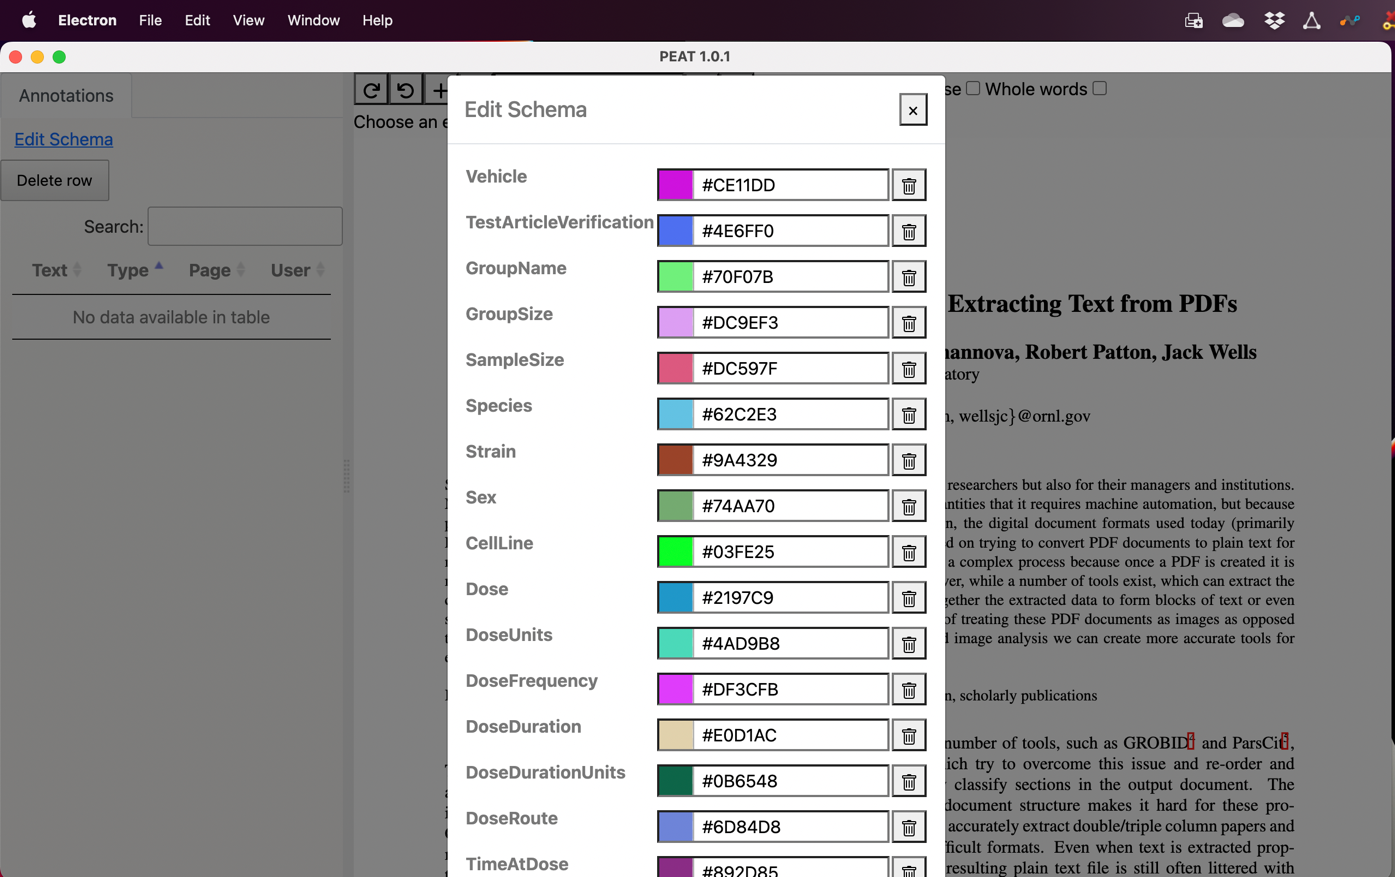 Electron File Edit View Window Help
PEAT 1.0.1
Annotations
Edit Schema
Delete row
Search:
Text Type Page User
No data available in table
Choose an
Whole words
Edit Schema
×
Vehicle #CE11DD
TestArticleVerification #4E6FF0
GroupName #70F07B
GroupSize #DC9EF3
SampleSize #DC597F
Species #62C2E3
Strain #9A4329
Sex #74AA70
CellLine #03FE25
Dose #2197C9
DoseUnits #4AD9B8
DoseFrequency #DF3CFB
DoseDuration #E0D1AC
DoseDurationUnits #0B6548
DoseRoute #6D84D8
TimeAtDose #892D85
Extracting Text from PDFs
Robert Patton, Jack Wells
wellsjc}@ornl.gov
researchers but also for their managers and institutions.
that it requires machine automation, but because
the digital document formats used today (primarily
on trying to convert PDF documents to plain text for
a complex process because once a PDF is created it is
while a number of tools exist, which can extract the
the extracted data to form blocks of text or even
of treating these PDF documents as images as opposed
image analysis we can create more accurate tools for
scholarly publications
number of tools, such as GROBID and ParsCit,
try to overcome this issue and re-order and
classify sections in the output document. The
document structure makes it hard for these pro-
accurately extract double/triple column papers and
formats. Even when text is extracted prop-
resulting plain text file is still often littered with